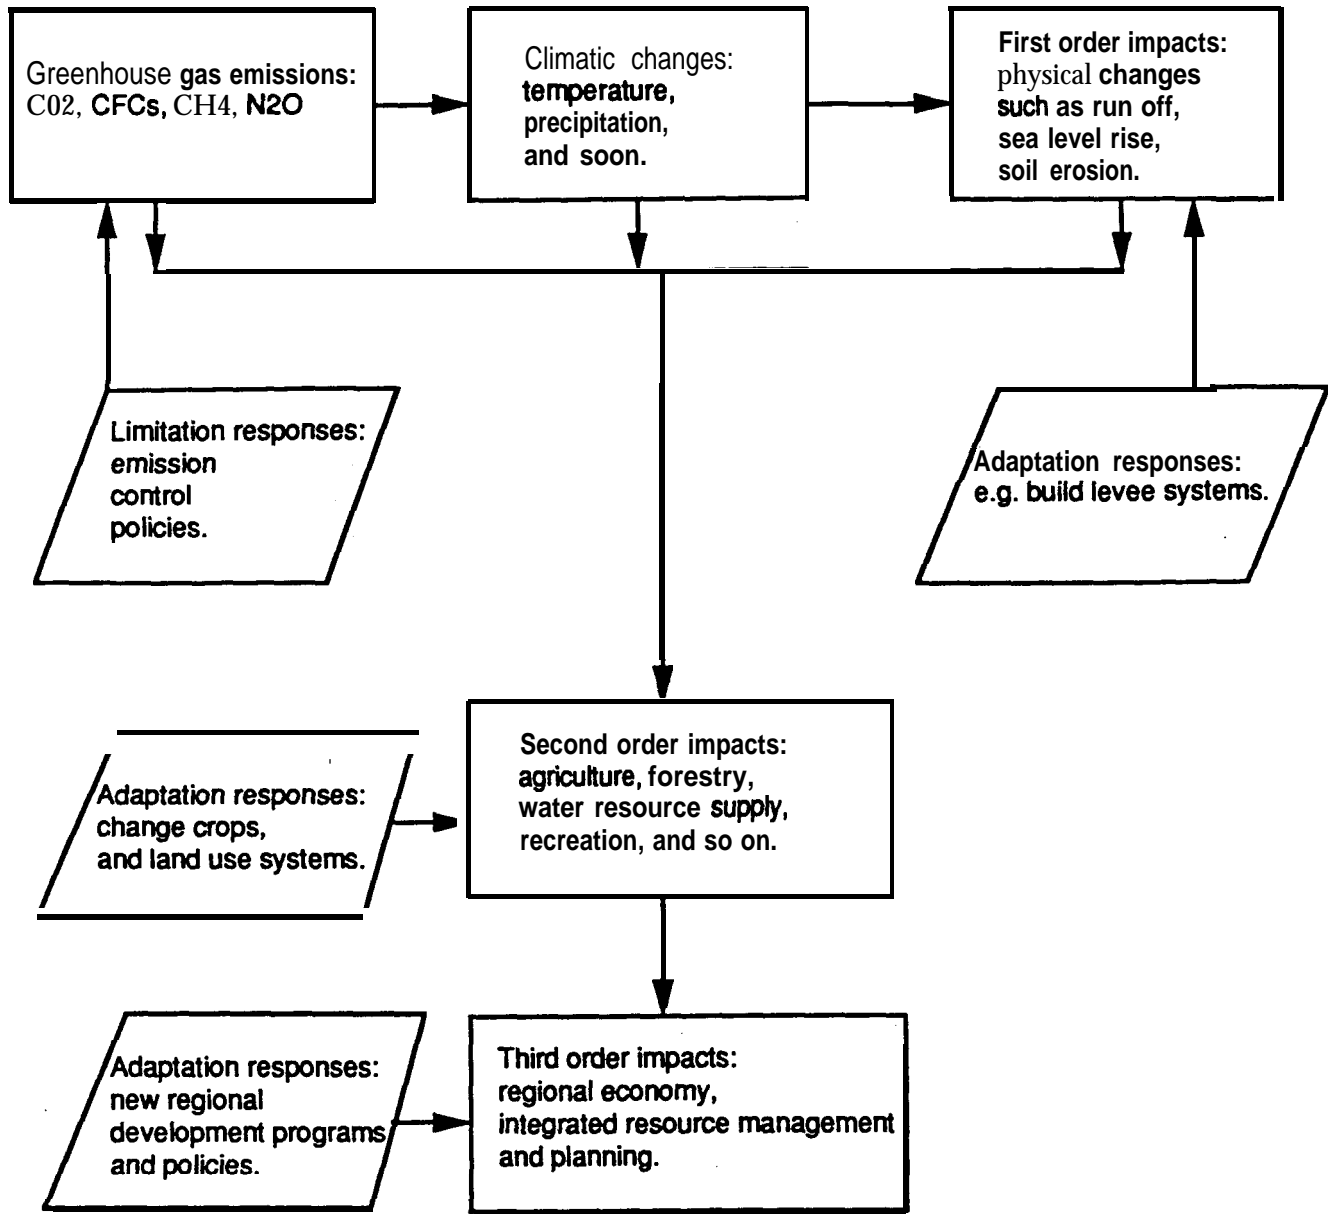 Greenhouse gas emissions:
C02, CFCs, CH4, N2O
Climatic changes:
temperature,
precipitation,
and soon.
First order impacts:
physical changes
such as run off,
sea level rise,
soil erosion.
Limitation responses:
emission
control
policies.
Adaptation responses:
e.g. build levee systems.
Second order impacts:
agriculture, forestry,
water resource supply,
recreation, and so on.
Adaptation responses:
change crops,
and land use systems.
Adaptation responses:
new regional
development programs
and policies.
Third order impacts:
regional economy,
integrated resource management
and planning.